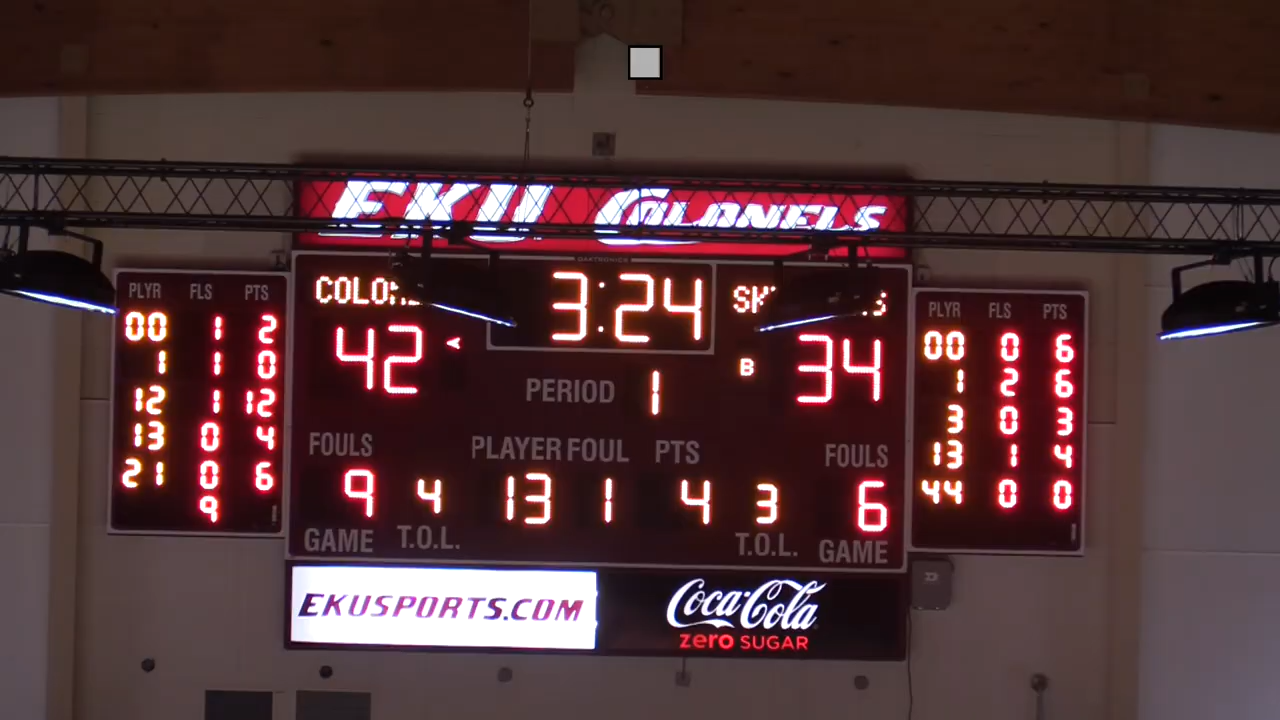 EKU COLONELS
DAKTRONICS
3:24
42 34
B
PERIOD 1
PLYR FLS PTS
00 1 2
1 1 0
12 1 12
13 0 4
21 0 6
9
FOULS PLAYER FOUL PTS FOULS
9 4 13 1 4 3 6
GAME T.O.L. T.O.L. GAME
PLYR FLS PTS
00 0 6
1 2 6
3 0 3
13 1 4
44 0 0
EKUSPORTS.COM
Coca-Cola
zero SUGAR